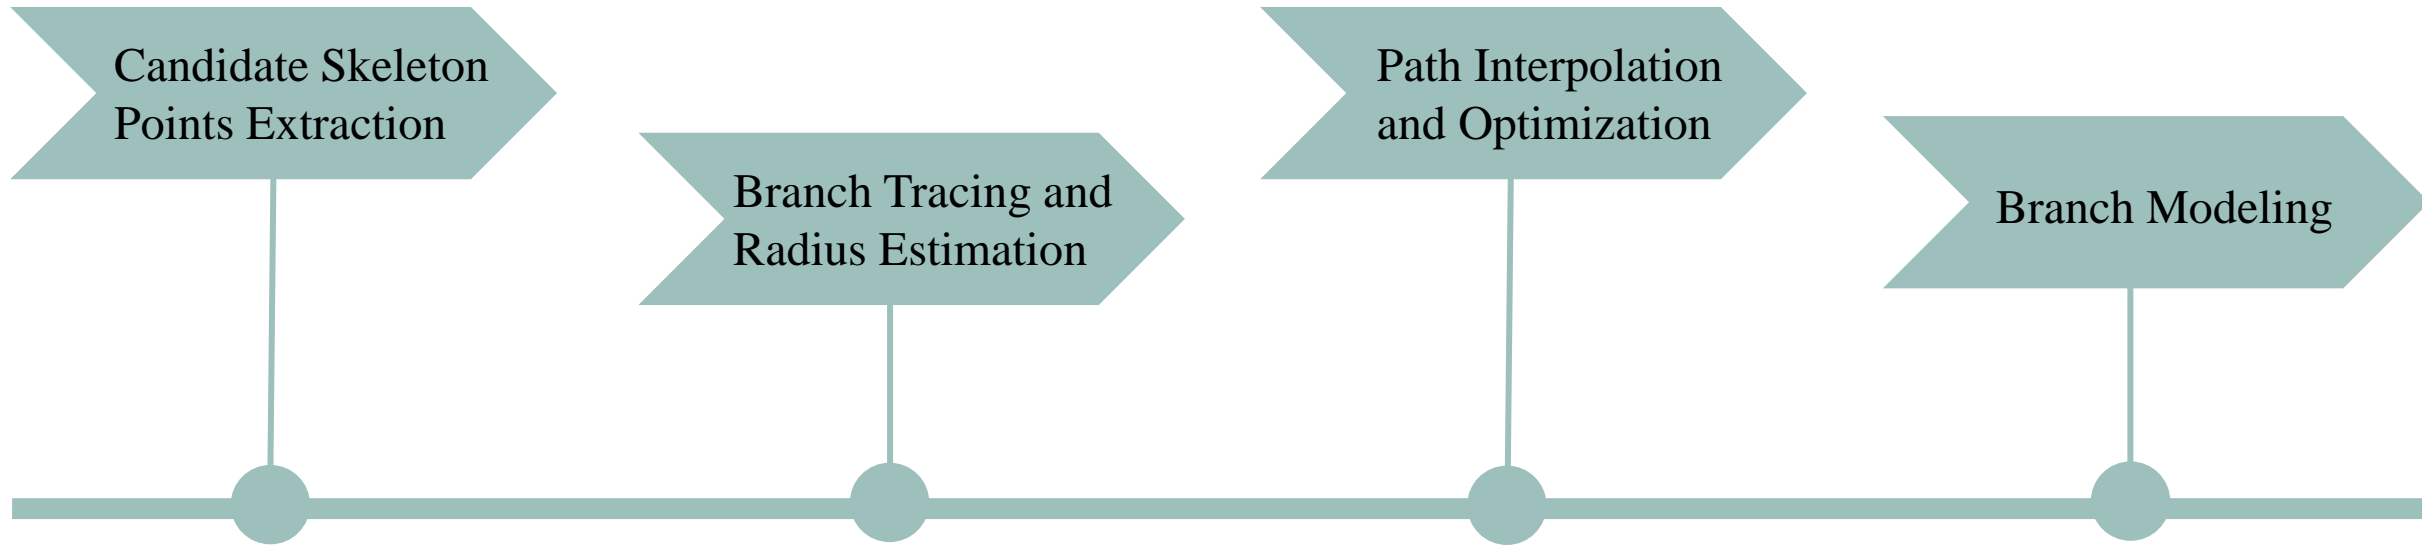 Candidate Skeleton
Points Extraction
Branch Tracing and
Radius Estimation
Path Interpolation
and Optimization
Branch Modeling